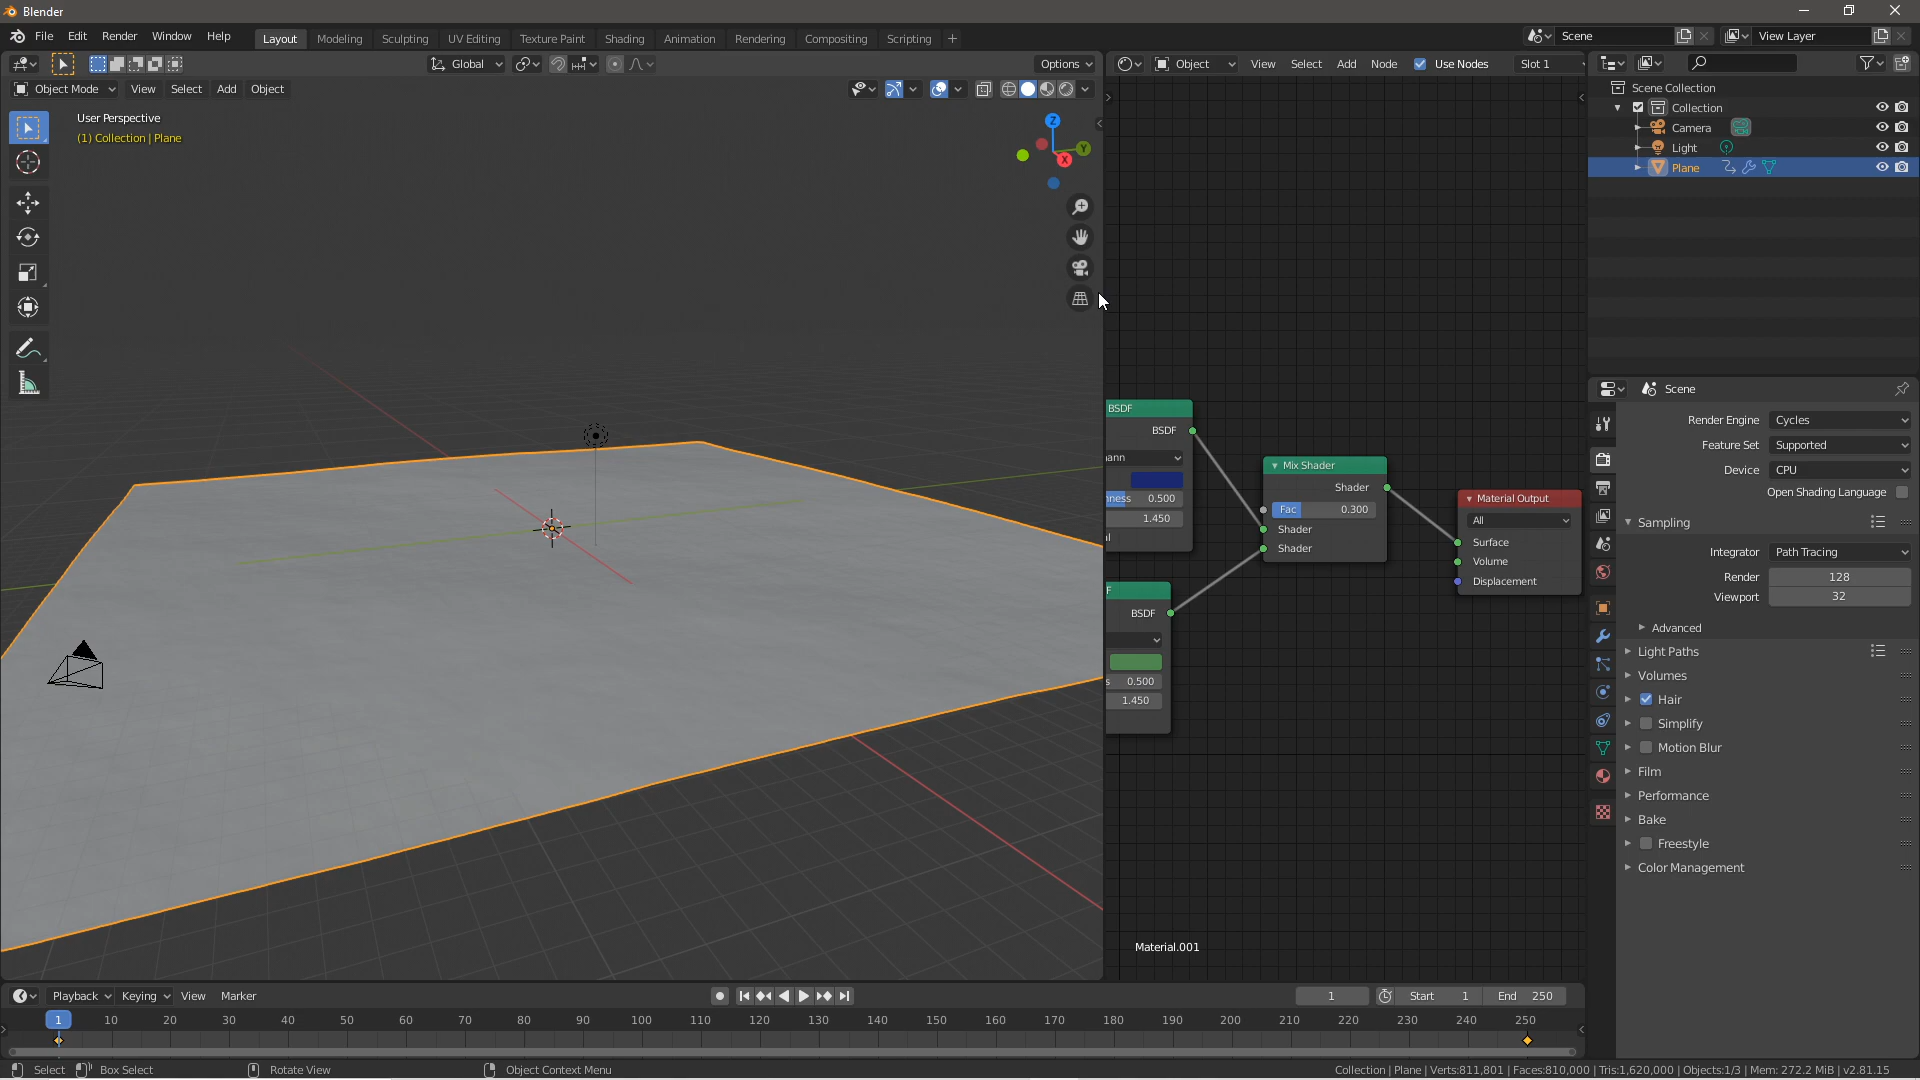 Blender
File Edit Render Window Help Layout Modeling Sculpting UV Editing Texture Paint Shading Animation Rendering Compositing Scripting + Scene View Layer
Global Options Object View Select Add Node Use Nodes Slot 1
Object Mode View Select Add Object
User Perspective
(1) Collection | Plane
Z
Y
X
BSDF
BSDF
ann
ness 0.500
1.450
l
F
BSDF
s 0.500
1.450
Mix Shader
Shader
Fac 0.300
Shader
Shader
Material Output
All
Surface
Volume
Displacement
Material.001
Scene Collection
Collection
Camera
Light
Plane
Scene
Render Engine Cycles
Feature Set Supported
Device CPU
Open Shading Language
Sampling
Integrator Path Tracing
Render 128
Viewport 32
Advanced
Light Paths
Volumes
Hair
Simplify
Motion Blur
Film
Performance
Bake
Freestyle
Color Management
Playback Keying View Marker 1 Start 1 End 250
1 10 20 30 40 50 60 70 80 90 100 110 120 130 140 150 160 170 180 190 200 210 220 230 240 250
Select Box Select Rotate View Object Context Menu Collection | Plane | Verts:811,801 | Faces:810,000 | Tris:1,620,000 | Objects:1/3 | Mem: 272.2 MiB | v2.81.15